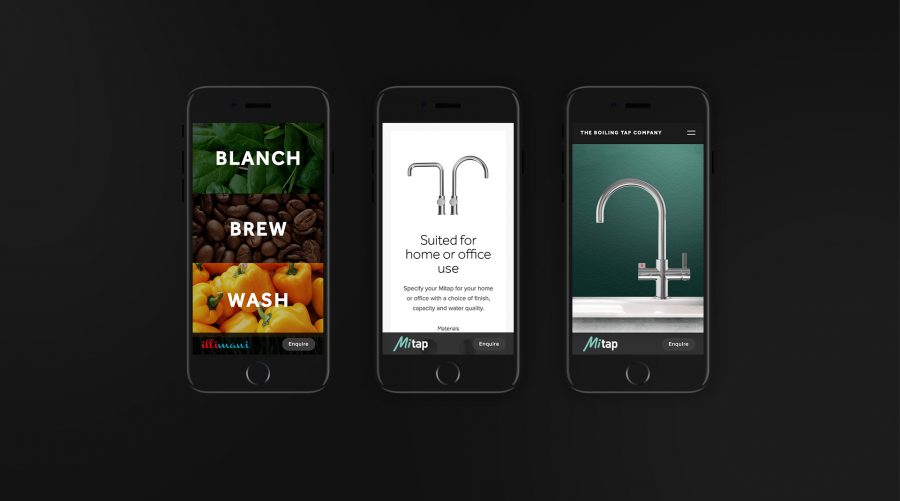 BLANCH
BREW
WASH
illimani
Enquire
Suited for
home or office
use
Specify your Mitap for your home
or office with a choice of finish,
capacity and water quality.
Materials
Mitap
Enquire
THE BOILING TAP COMPANY
Mitap
Enquire